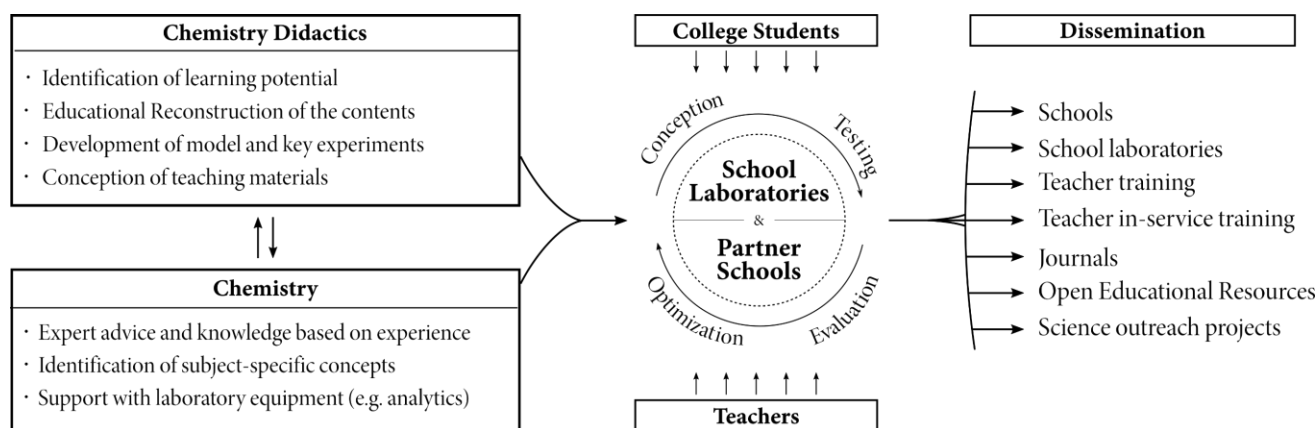 Chemistry Didactics
· Identification of learning potential
· Educational Reconstruction of the contents
· Development of model and key experiments
· Conception of teaching materials
Chemistry
· Expert advice and knowledge based on experience
· Identification of subject-specific concepts
· Support with laboratory equipment (e.g. analytics)
College Students
Conception
Testing
School
Laboratories
&
Partner
Schools
Optimization
Evaluation
Teachers
Dissemination
Schools
School laboratories
Teacher training
Teacher in-service training
Journals
Open Educational Resources
Science outreach projects